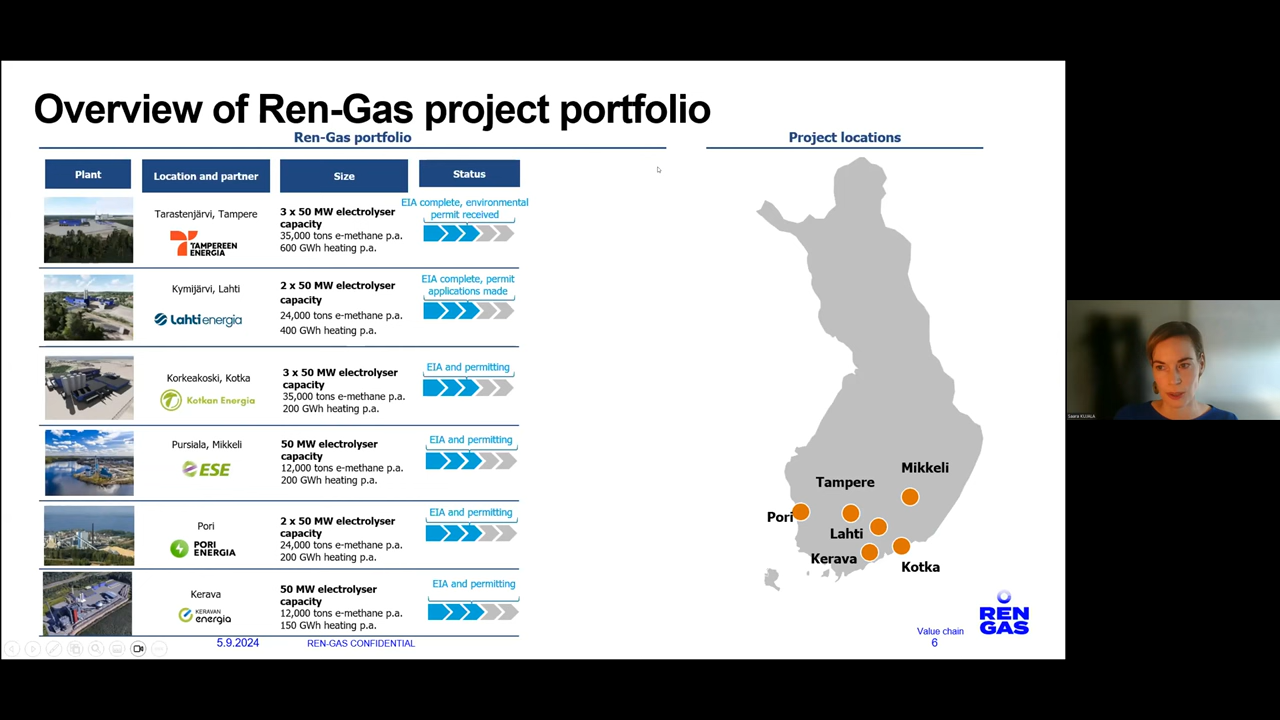 Overview of Ren-Gas project portfolio
Ren-Gas portfolio
Project locations
Plant
Location and partner
Size
Status
Tarastenjärvi, Tampere
TAMPEREEN
ENERGIA
3 x 50 MW electrolyser
capacity
35,000 tons e-methane p.a.
600 GWh heating p.a.
EIA complete, environmental
permit received
Kymijärvi, Lahti
Lahti energia
2 x 50 MW electrolyser
capacity
24,000 tons e-methane p.a.
400 GWh heating p.a.
EIA complete, permit
applications made
Korkeakoski, Kotka
Kotkan Energia
3 x 50 MW electrolyser
capacity
35,000 tons e-methane p.a.
200 GWh heating p.a.
EIA and permitting
Pursiala, Mikkeli
ESE
50 MW electrolyser
capacity
12,000 tons e-methane p.a.
200 GWh heating p.a.
EIA and permitting
Pori
PORI
ENERGIA
2 x 50 MW electrolyser
capacity
24,000 tons e-methane p.a.
200 GWh heating p.a.
EIA and permitting
Kerava
KERAVAN
energia
50 MW electrolyser
capacity
12,000 tons e-methane p.a.
150 GWh heating p.a.
EIA and permitting
Mikkeli
Tampere
Pori
Lahti
Kerava
Kotka
REN
GAS
5.9.2024
REN-GAS CONFIDENTIAL
Value chain
6
Saara KUJALA